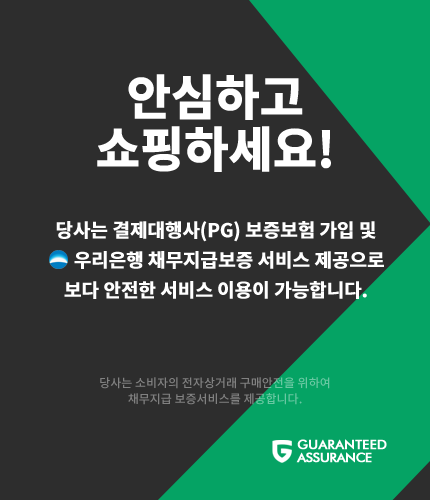 안심하고
쇼핑하세요!
당사는 결제대행사(PG) 보증보험 가입 및
우리은행 채무지급보증 서비스 제공으로
보다 안전한 서비스 이용이 가능합니다.
당사는 소비자의 전자상거래 구매안전을 위하여
채무지급 보증서비스를 제공합니다.
GUARANTEED
ASSURANCE